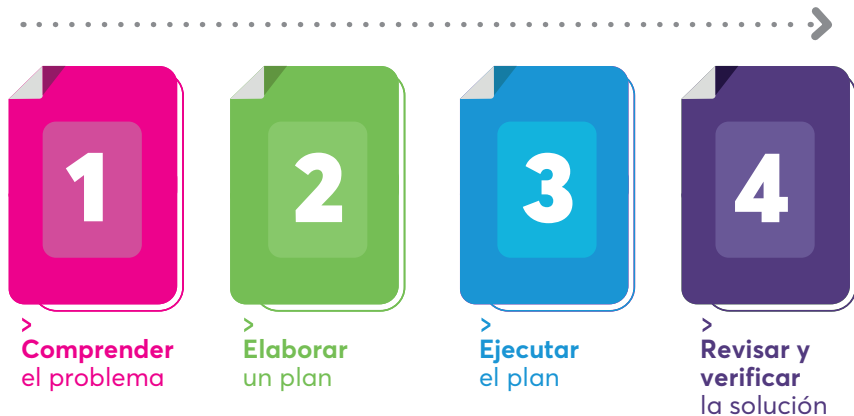 1
> 
Comprender
el problema
2
>
Elaborar
un plan
3
>
Ejecutar
el plan
4
>
Revisar y
verificar
la solución